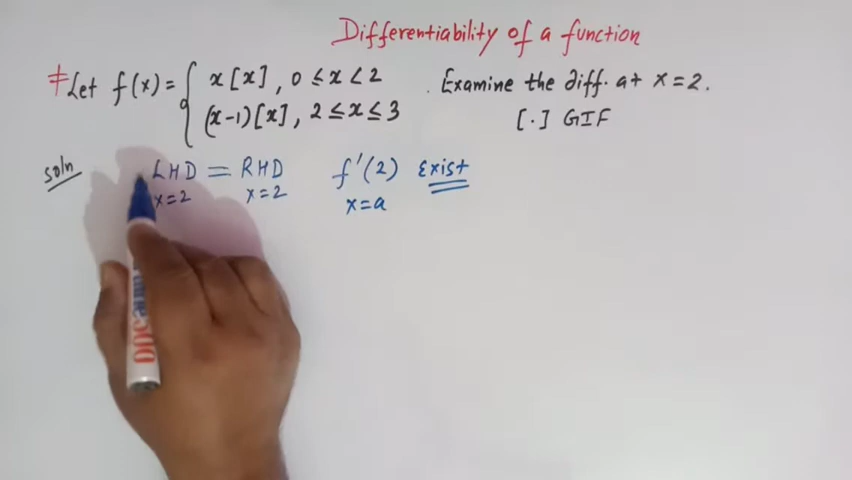 Differentiability of a function
Let f(x) = { x[x] , 0 ≤ x < 2
(x-1)[x] , 2 ≤ x ≤ 3
. Examine the diff. at x=2.
[.] GIF
soln
LHD = RHD f'(2) Exist
x=2 x=2 x=a